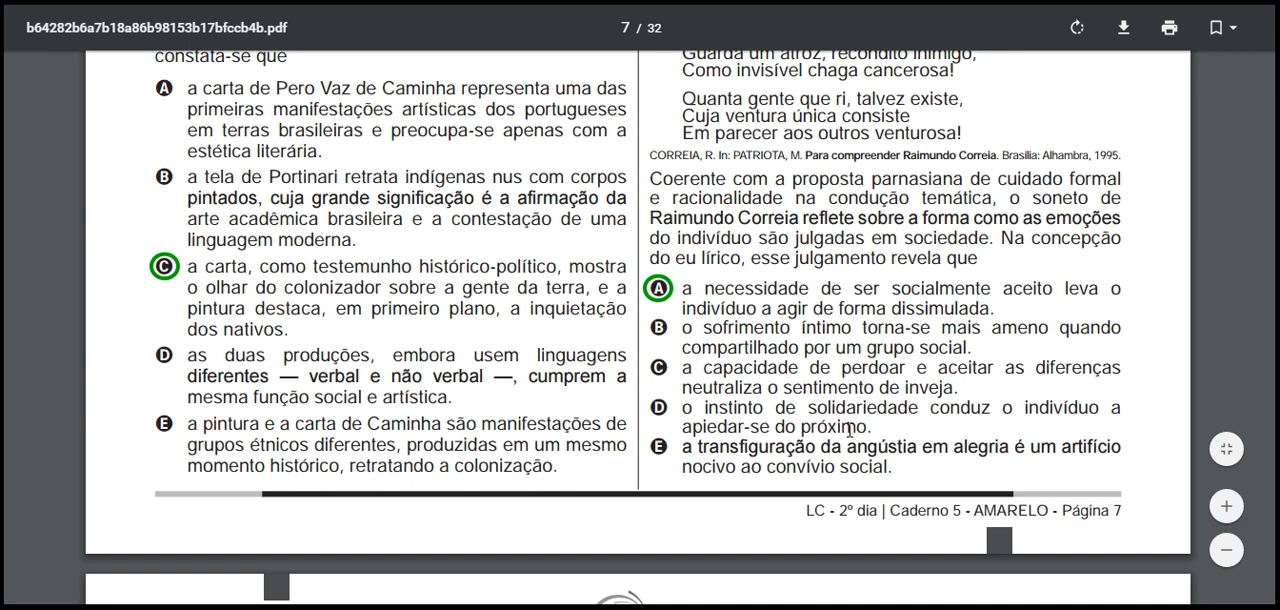 b64282b6a7b18a86b98153b17bfccb4b.pdf
7 / 32
constata-se que
A a carta de Pero Vaz de Caminha representa uma das
primeiras manifestações artísticas dos portugueses
em terras brasileiras e preocupa-se apenas com a
estética literária.
B a tela de Portinari retrata indígenas nus com corpos
pintados, cuja grande significação é a afirmação da
arte acadêmica brasileira e a contestação de uma
linguagem moderna.
C a carta, como testemunho histórico-político, mostra
o olhar do colonizador sobre a gente da terra, e a
pintura destaca, em primeiro plano, a inquietação
dos nativos.
D as duas produções, embora usem linguagens
diferentes — verbal e não verbal —, cumprem a
mesma função social e artística.
E a pintura e a carta de Caminha são manifestações de
grupos étnicos diferentes, produzidas em um mesmo
momento histórico, retratando a colonização.
Guarda um atroz, recôndito inimigo,
Como invisível chaga cancerosa!
Quanta gente que ri, talvez existe,
Cuja ventura única consiste
Em parecer aos outros venturosa!
CORREIA, R. In: PATRIOTA, M. Para compreender Raimundo Correia. Brasília: Alhambra, 1995.
Coerente com a proposta parnasiana de cuidado formal
e racionalidade na condução temática, o soneto de
Raimundo Correia reflete sobre a forma como as emoções
do indivíduo são julgadas em sociedade. Na concepção
do eu lírico, esse julgamento revela que
A a necessidade de ser socialmente aceito leva o
indivíduo a agir de forma dissimulada.
B o sofrimento íntimo torna-se mais ameno quando
compartilhado por um grupo social.
C a capacidade de perdoar e aceitar as diferenças
neutraliza o sentimento de inveja.
D o instinto de solidariedade conduz o indivíduo a
apiedar-se do próximo.
E a transfiguração da angústia em alegria é um artifício
nocivo ao convívio social.
LC - 2º dia | Caderno 5 - AMARELO - Página 7